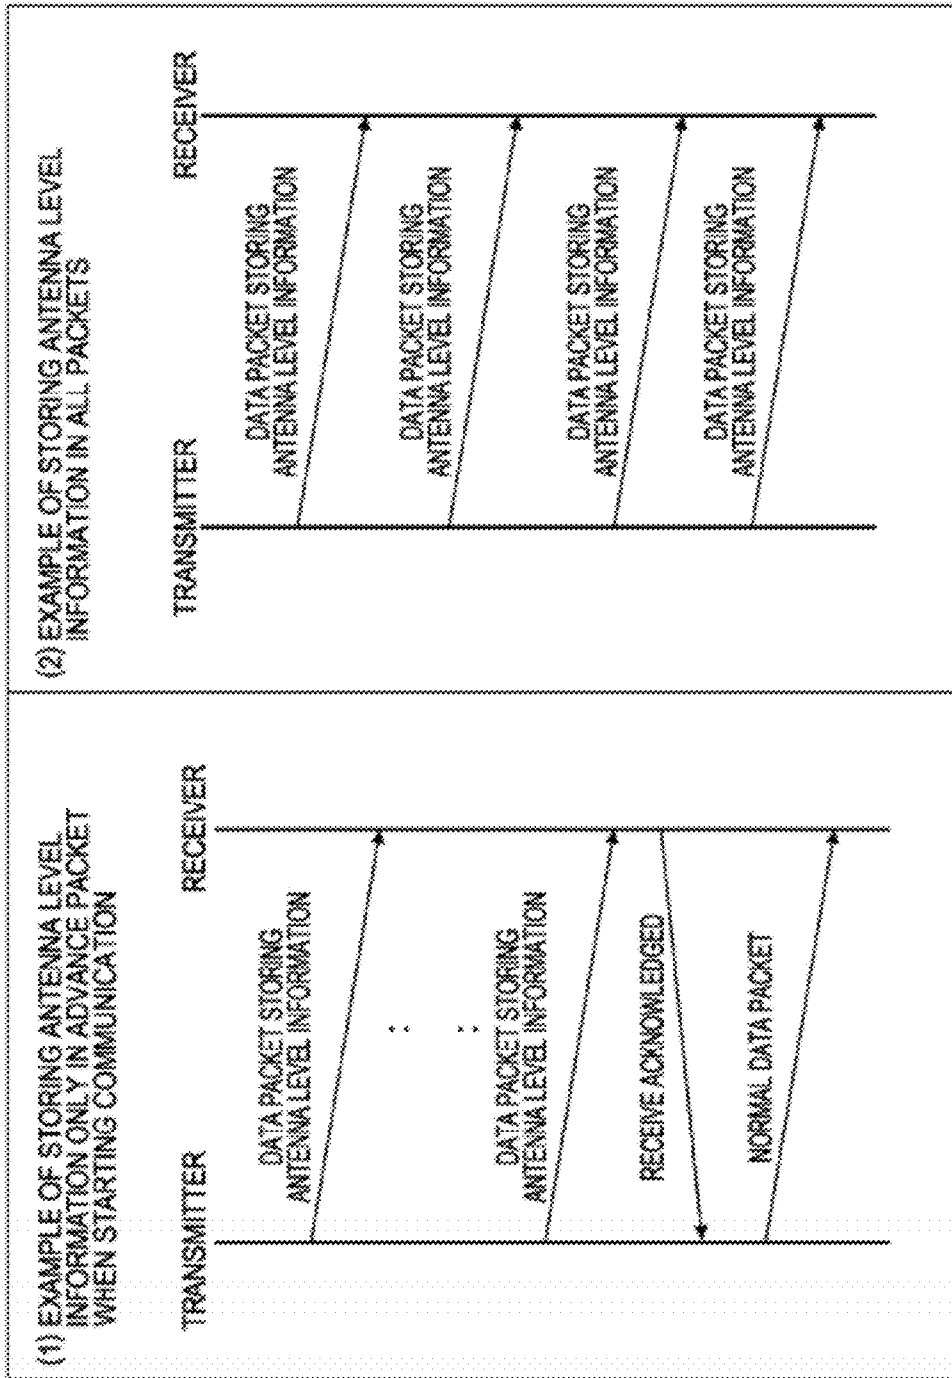 (1) EXAMPLE OF STORING ANTENNA LEVEL
INFORMATION ONLY IN ADVANCE PACKET
WHEN STARTING COMMUNICATION
TRANSMITTER
RECEIVER
DATA PACKET STORING
ANTENNA LEVEL INFORMATION
DATA PACKET STORING
ANTENNA LEVEL INFORMATION
RECEIVE ACKNOWLEDGED
NORMAL DATA PACKET
(2) EXAMPLE OF STORING ANTENNA LEVEL
INFORMATION IN ALL PACKETS
TRANSMITTER
RECEIVER
DATA PACKET STORING
ANTENNA LEVEL INFORMATION
DATA PACKET STORING
ANTENNA LEVEL INFORMATION
DATA PACKET STORING
ANTENNA LEVEL INFORMATION
DATA PACKET STORING
ANTENNA LEVEL INFORMATION